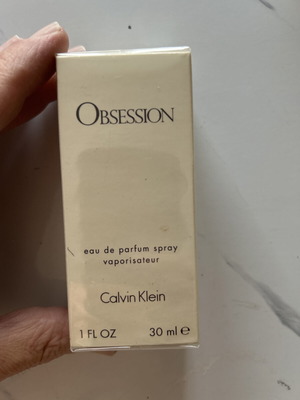 OBSESSION
eau de parfum spray
vaporisateur
Calvin Klein
1 FL OZ 30 ml ℮